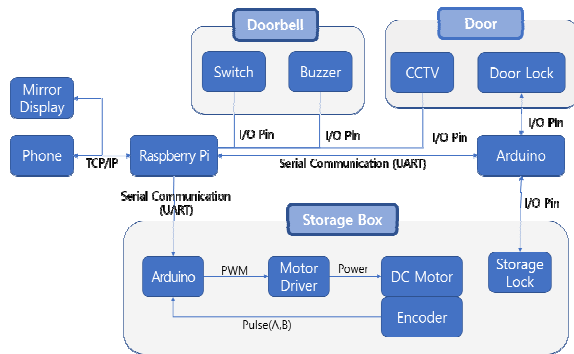 Doorbell
Door
Switch
Buzzer
CCTV
Door Lock
Mirror
Display
I/O Pin
I/O Pin
I/O Pin
I/O Pin
Phone
TCP/IP
Raspberry Pi
Serial Communication (UART)
Arduino
Serial Communication
(UART)
I/O Pin
Storage Box
Arduino
PWM
Motor
Driver
Power
DC Motor
Storage
Lock
Encoder
Pulse(A,B)